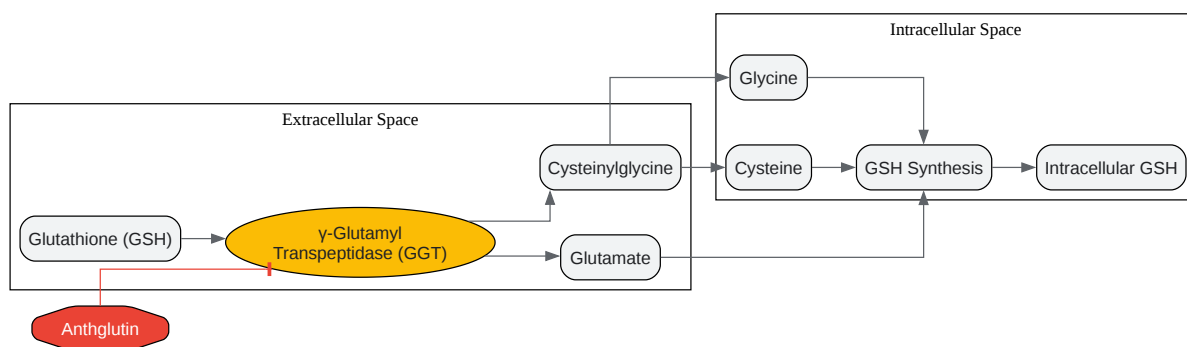 Intracellular Space
Glycine
Extracellular Space
Cysteinylglycine
Cysteine
GSH Synthesis
Intracellular GSH
Glutathione (GSH)
γ-Glutamyl
Transpeptidase (GGT)
Glutamate
Anthglutin